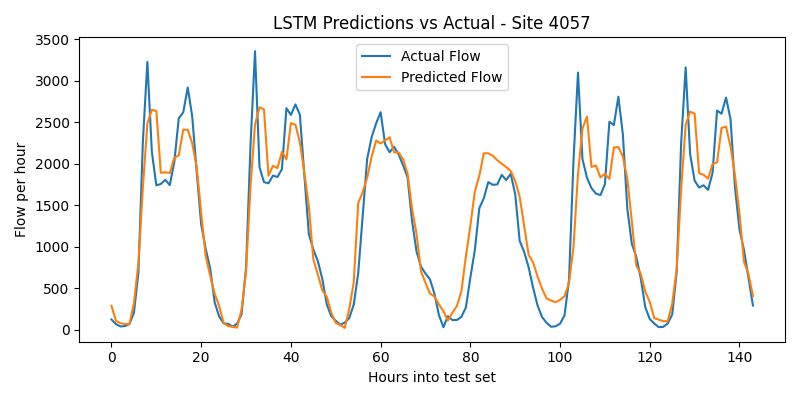 LSTM Predictions vs Actual - Site 4057
Actual Flow
Predicted Flow
Flow per hour
3500
3000
2500
2000
1500
1000
500
0
0 20 40 60 80 100 120 140
Hours into test set